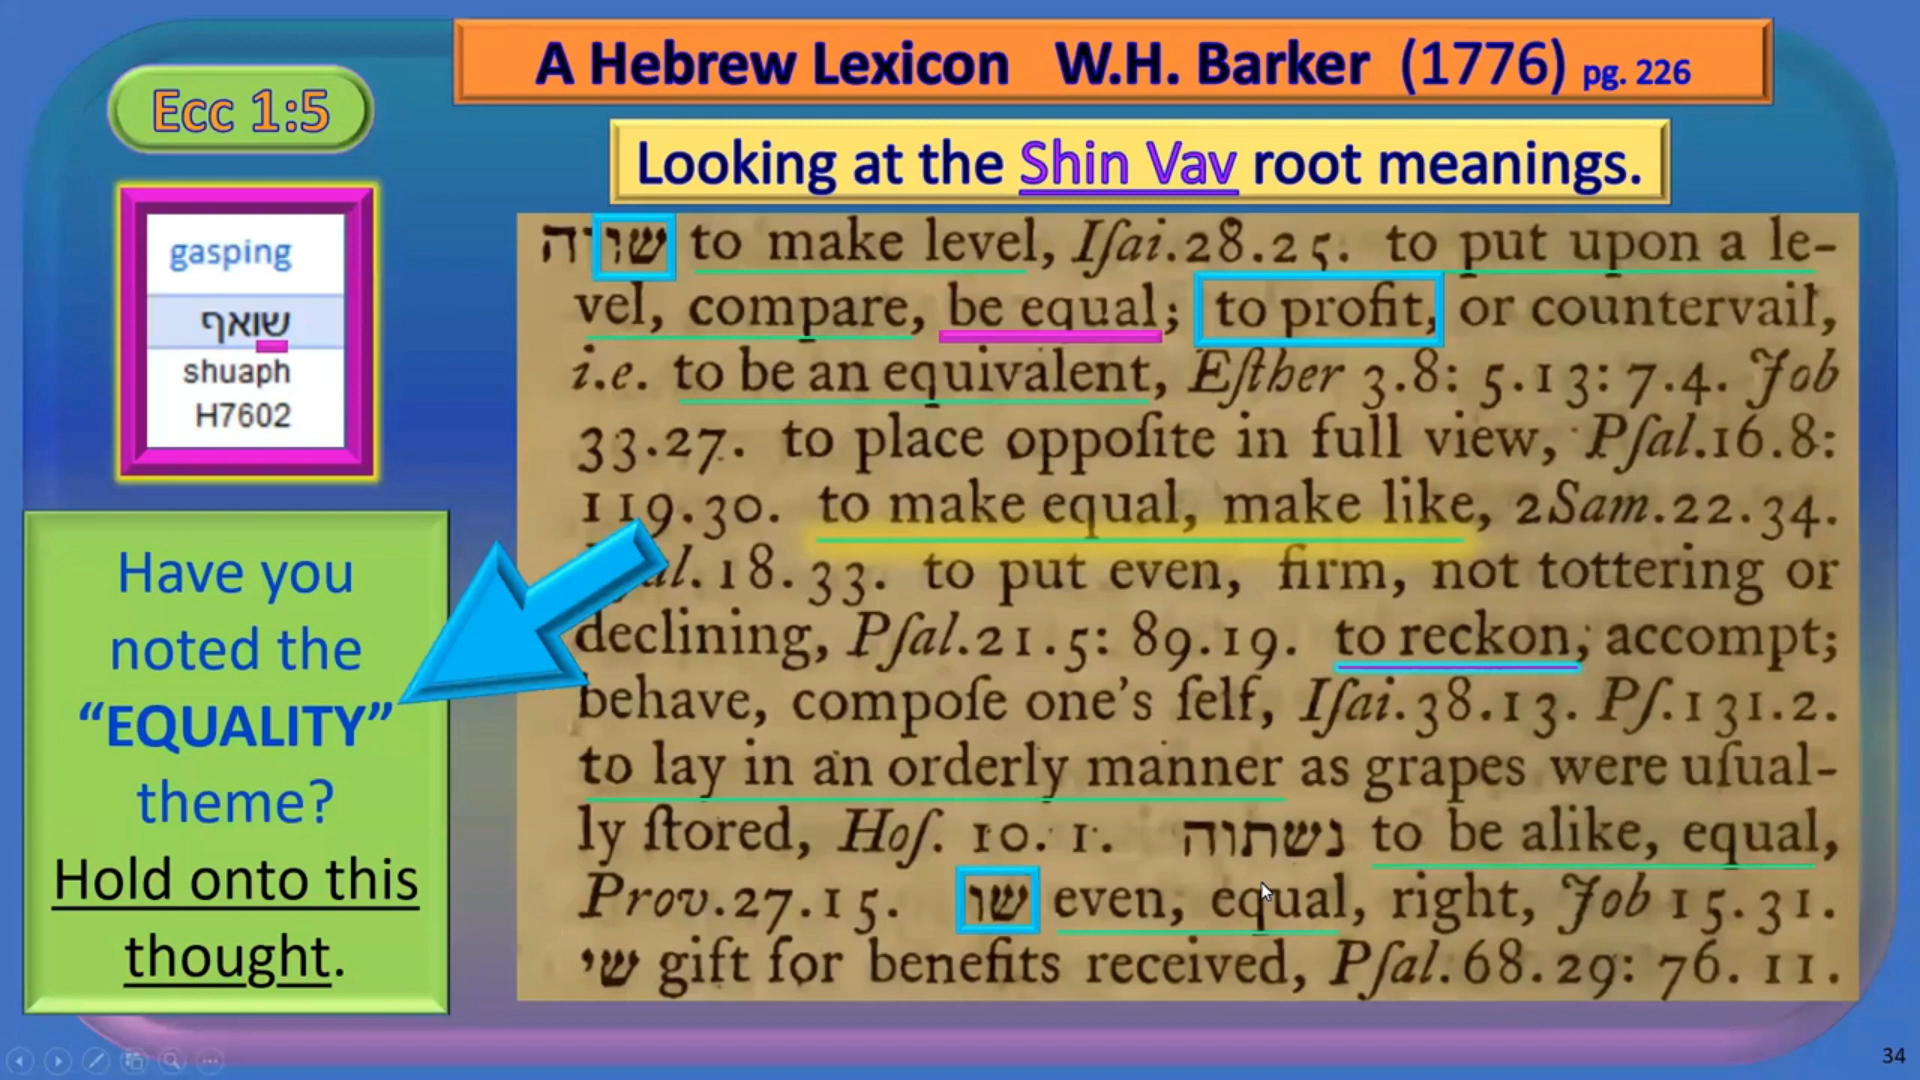 A Hebrew Lexicon W.H. Barker (1776) pg. 226
Ecc 1:5
Looking at the Shin Vav root meanings.
gasping
שואף
shuaph
H7602
Have you
noted the
“EQUALITY”
theme?
Hold onto this
thought.
שוה to make level, Iſai.28.25: to put upon a le-
vel, compare, be equal; to profit, or countervail,
i.e. to be an equivalent, Eſther 3.8: 5.13: 7.4. Job
33.27. to place oppoſite in full view, Pſal.16.8:
119.30. to make equal, make like, 2Sam.22.34.
al.18.33. to put even, firm, not tottering or
declining, Pſal.21.5: 89.19. to reckon, accompt;
behave, compoſe one’s ſelf, Iſai.38.13. Pſ.131.2.
to lay in an orderly manner as grapes were uſual-
ly ſtored, Hoſ. 10. 1. נשתוה to be alike, equal,
Prov.27.15. שו even, equal, right, Job 15.31.
שי gift for benefits received, Pſal.68.29: 76.11.
34